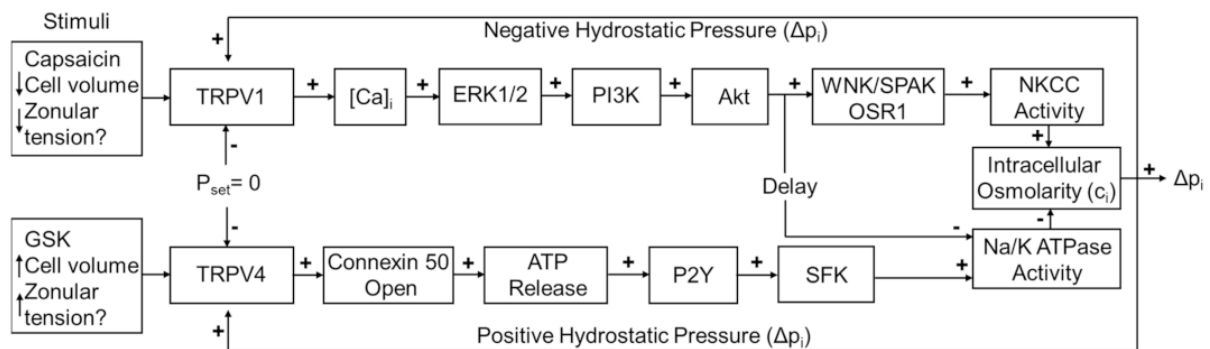 Stimuli
Negative Hydrostatic Pressure (Δpᵢ)
+
Capsaicin
↓ Cell volume
↓ Zonular
tension?
TRPV1
+
[Ca]ᵢ
+
ERK1/2
+
PI3K
+
Akt
+
WNK/SPAK
OSR1
+
NKCC
Activity
-
+
Pset= 0
Delay
Intracellular
Osmolarity (cᵢ)
+
Δpᵢ
-
-
-
GSK
↑ Cell volume
↑ Zonular
tension?
TRPV4
+
Connexin 50
Open
+
ATP
Release
+
P2Y
+
SFK
+
Na/K ATPase
Activity
+
Positive Hydrostatic Pressure (Δpᵢ)